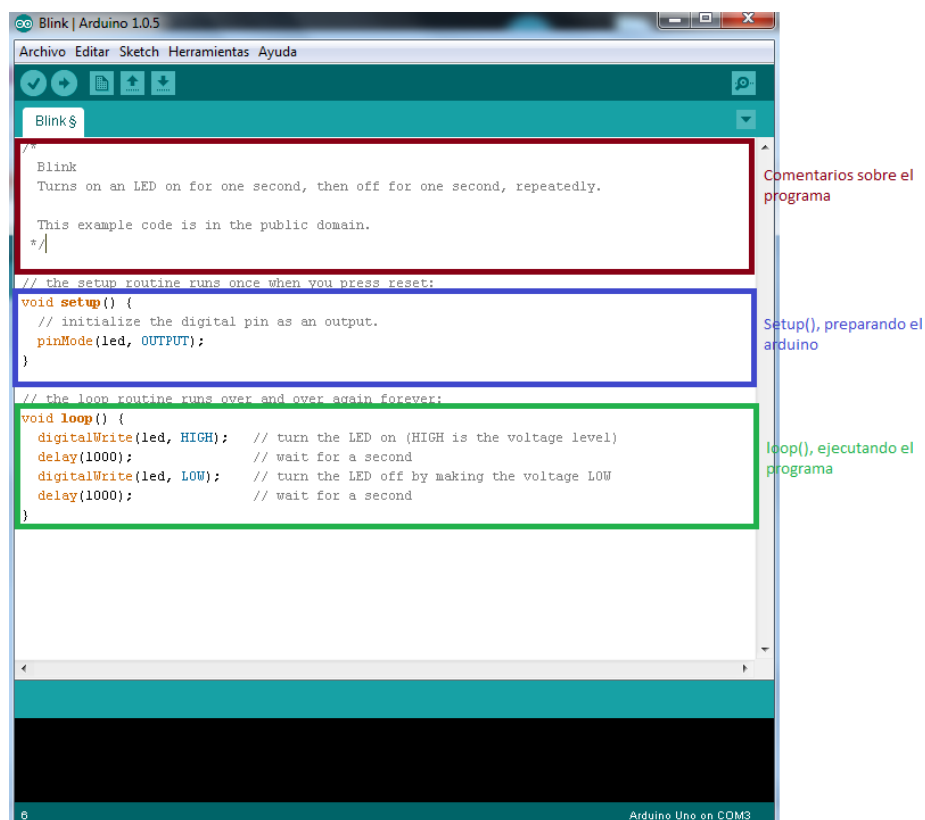 Blink | Arduino 1.0.5
Archivo Editar Sketch Herramientas Ayuda
Blink §
/*
Blink
Turns on an LED on for one second, then off for one second, repeatedly.
This example code is in the public domain.
*/
Comentarios sobre el
programa
// the setup routine runs once when you press reset:
void setup() {
// initialize the digital pin as an output.
pinMode(led, OUTPUT);
}
Setup(), preparando el
arduino
// the loop routine runs over and over again forever:
void loop() {
digitalWrite(led, HIGH); // turn the LED on (HIGH is the voltage level)
delay(1000); // wait for a second
digitalWrite(led, LOW); // turn the LED off by making the voltage LOW
delay(1000); // wait for a second
}
loop(), ejecutando el
programa
6
Arduino Uno on COM3